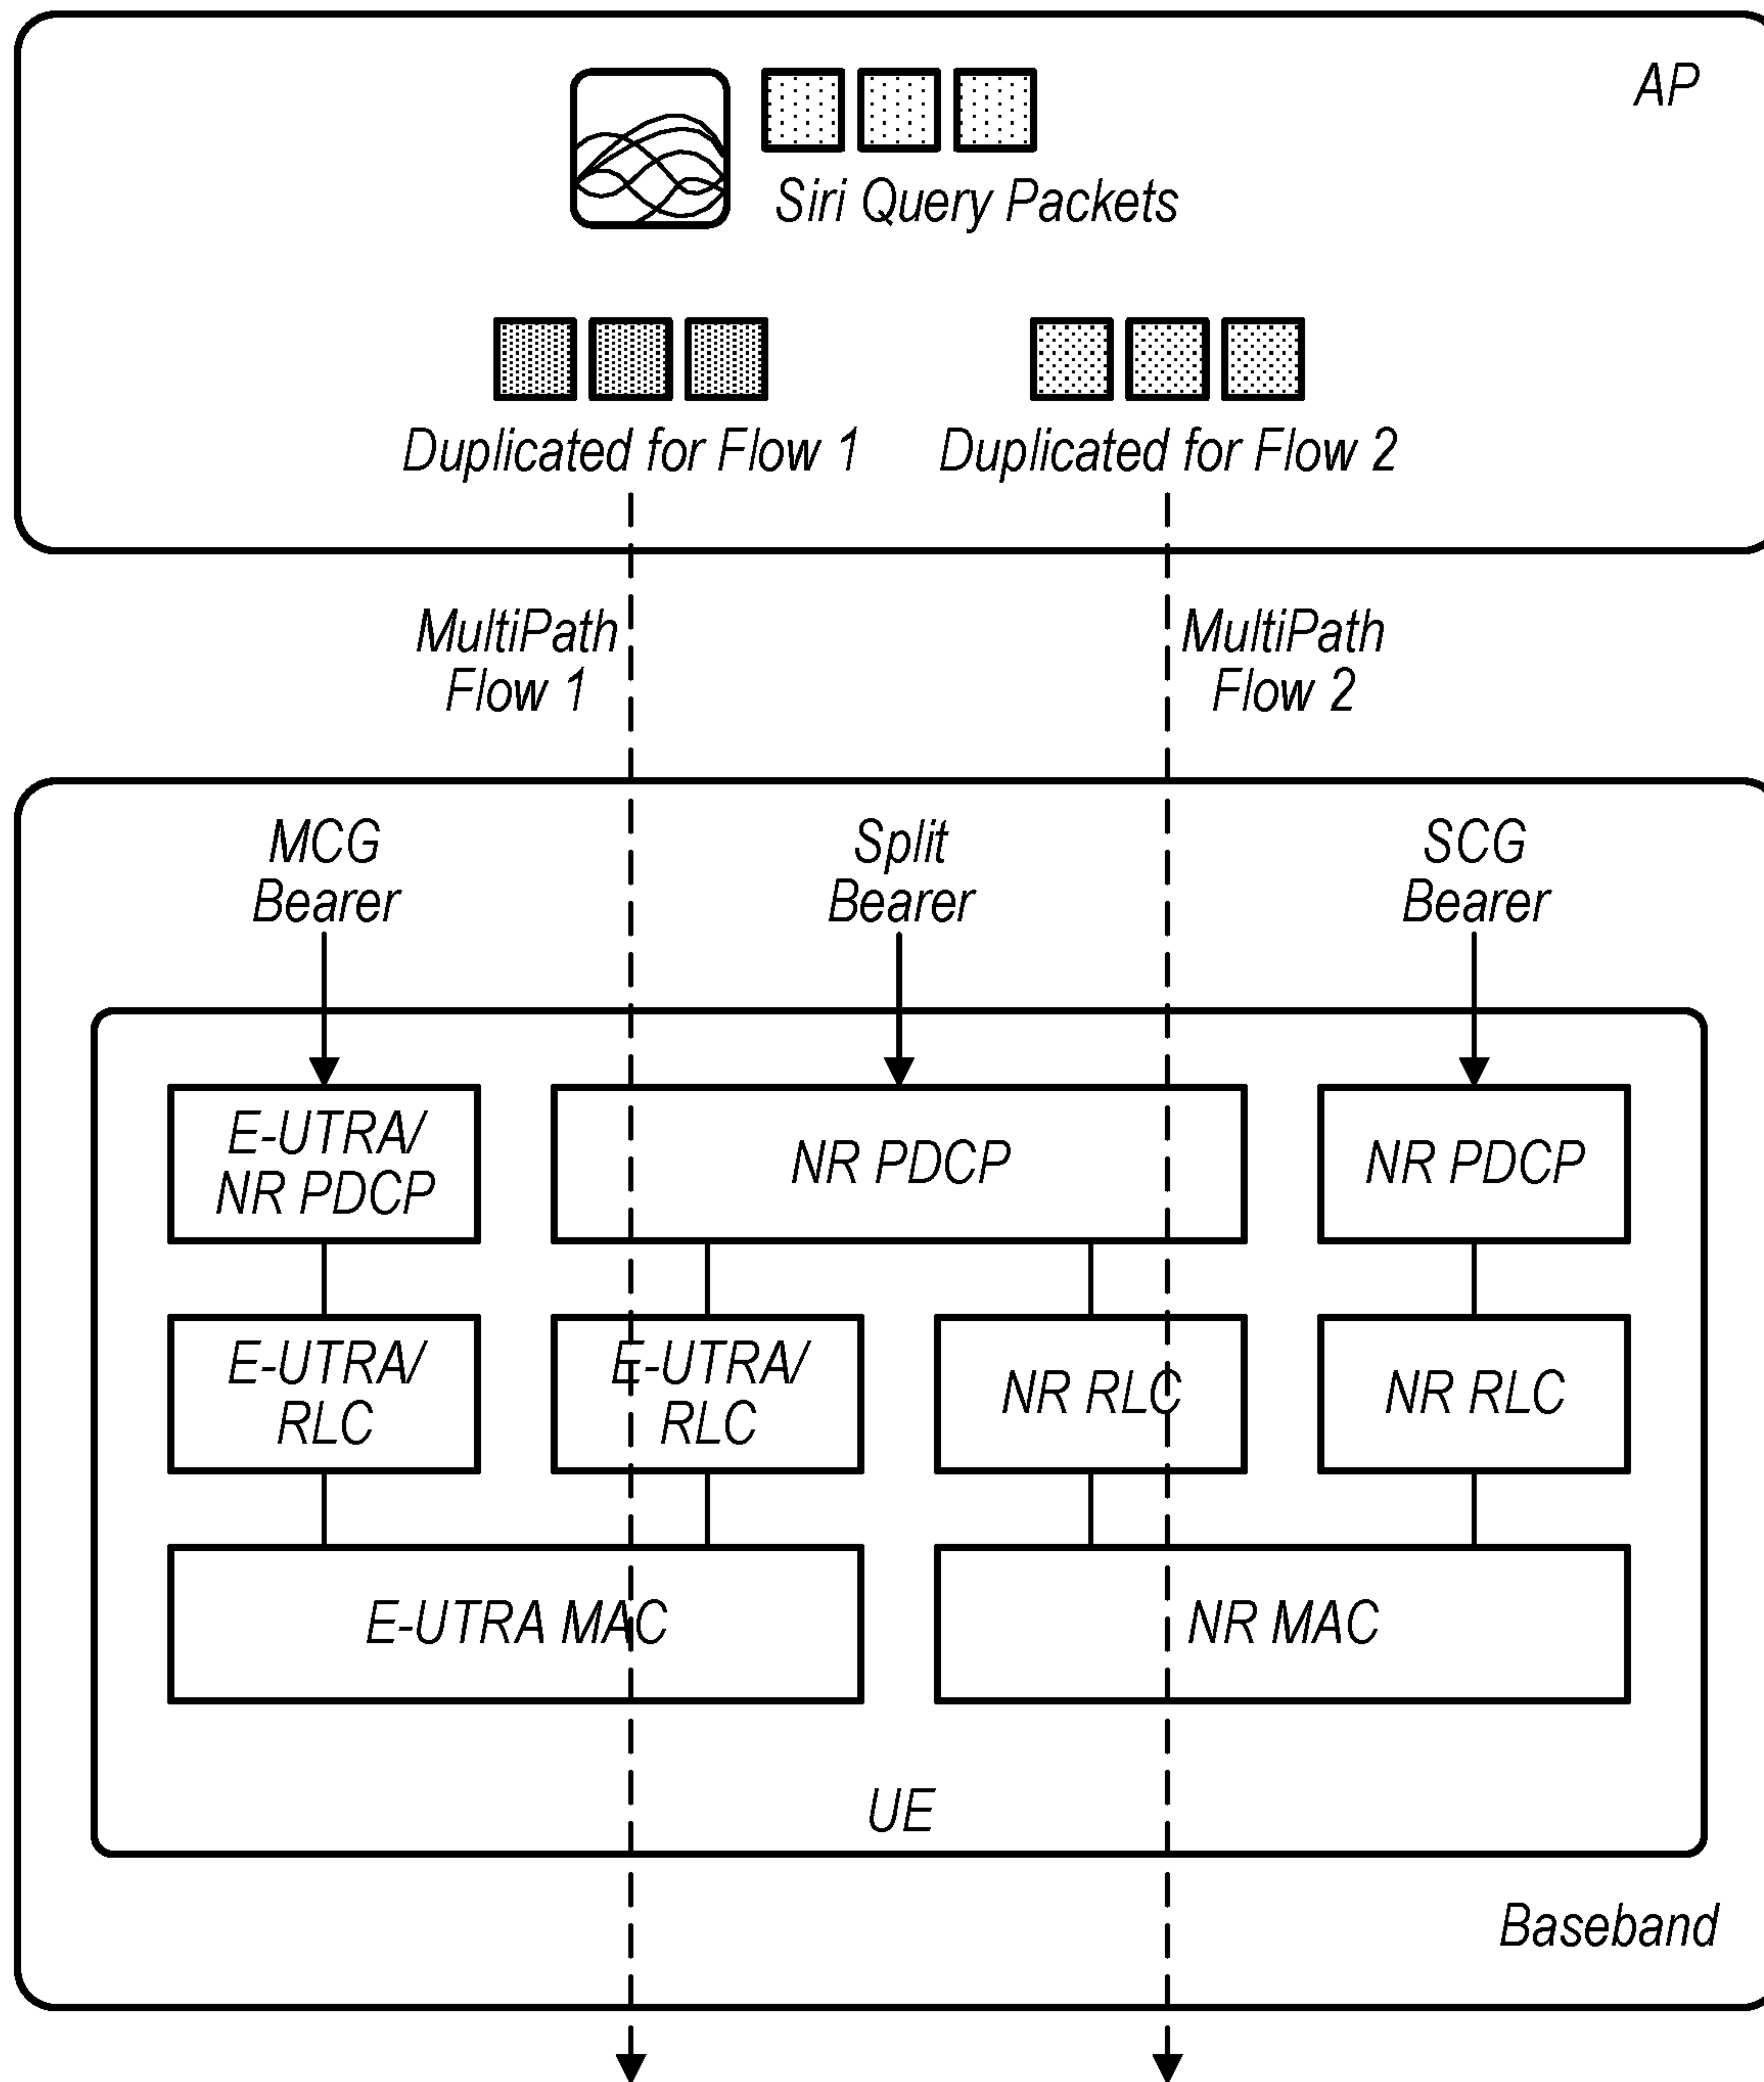 AP
Siri Query Packets
Duplicated for Flow 1
Duplicated for Flow 2
MultiPath
Flow 1
MultiPath
Flow 2
MCG
Bearer
Split
Bearer
SCG
Bearer
E-UTRA/
NR PDCP
NR PDCP
NR PDCP
E-UTRA/
RLC
E-UTRA/
RLC
NR RLC
NR RLC
E-UTRA MAC
NR MAC
UE
Baseband